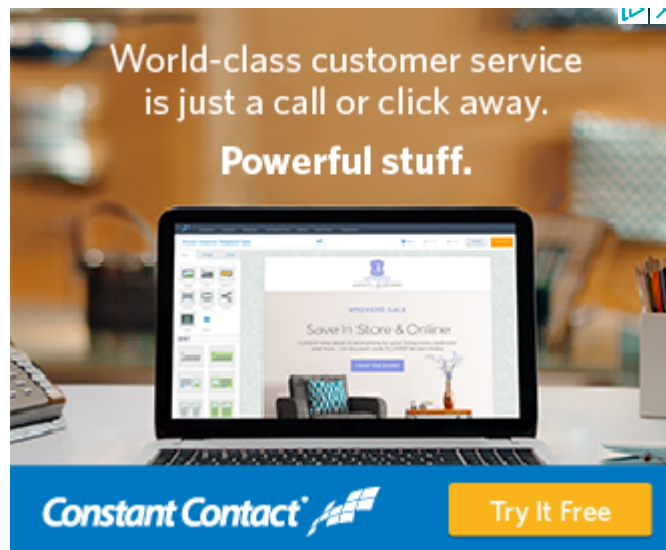 World-class customer service
is just a call or click away.
Powerful stuff.
WEEKEND SALE
Save In-Store & Online
Constant Contact
Try It Free